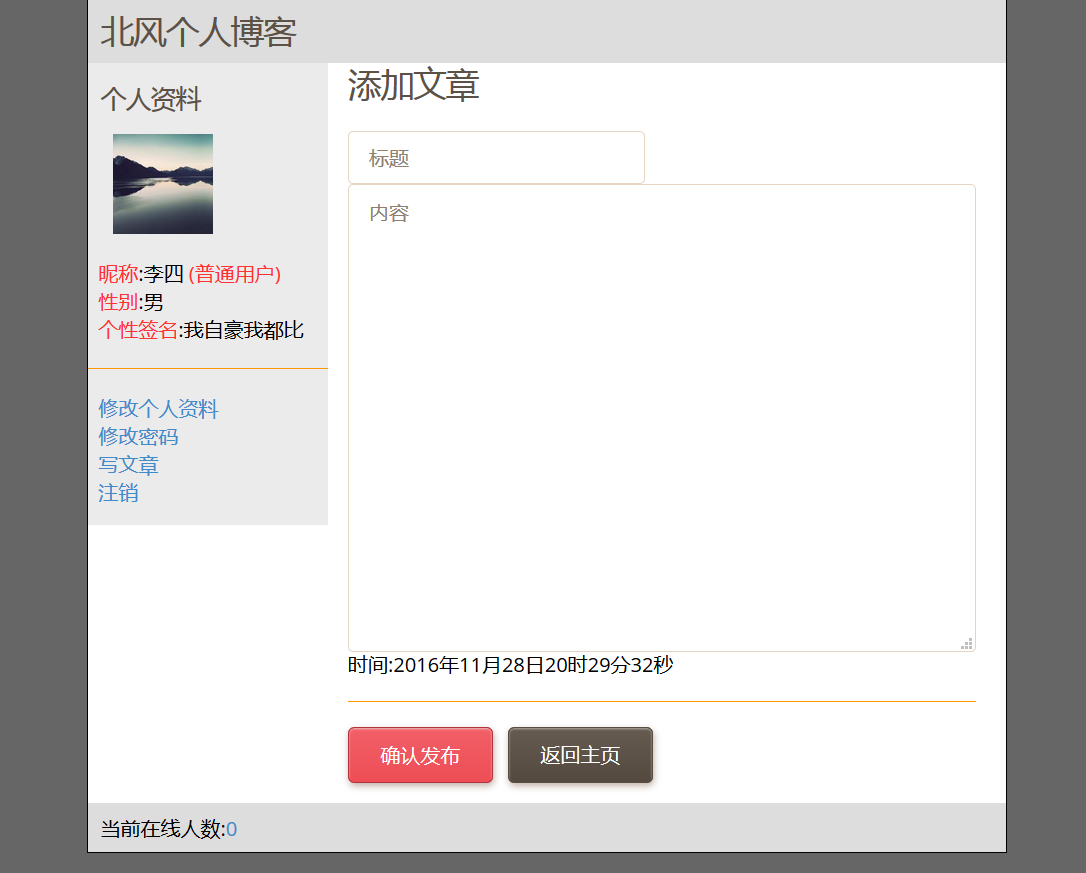 北风个人博客
个人资料
昵称:李四 (普通用户)
性别:男
个性签名:我自豪我都比
修改个人资料
修改密码
写文章
注销
添加文章
标题
内容
时间:2016年11月28日20时29分32秒
确认发布
返回主页
当前在线人数:0